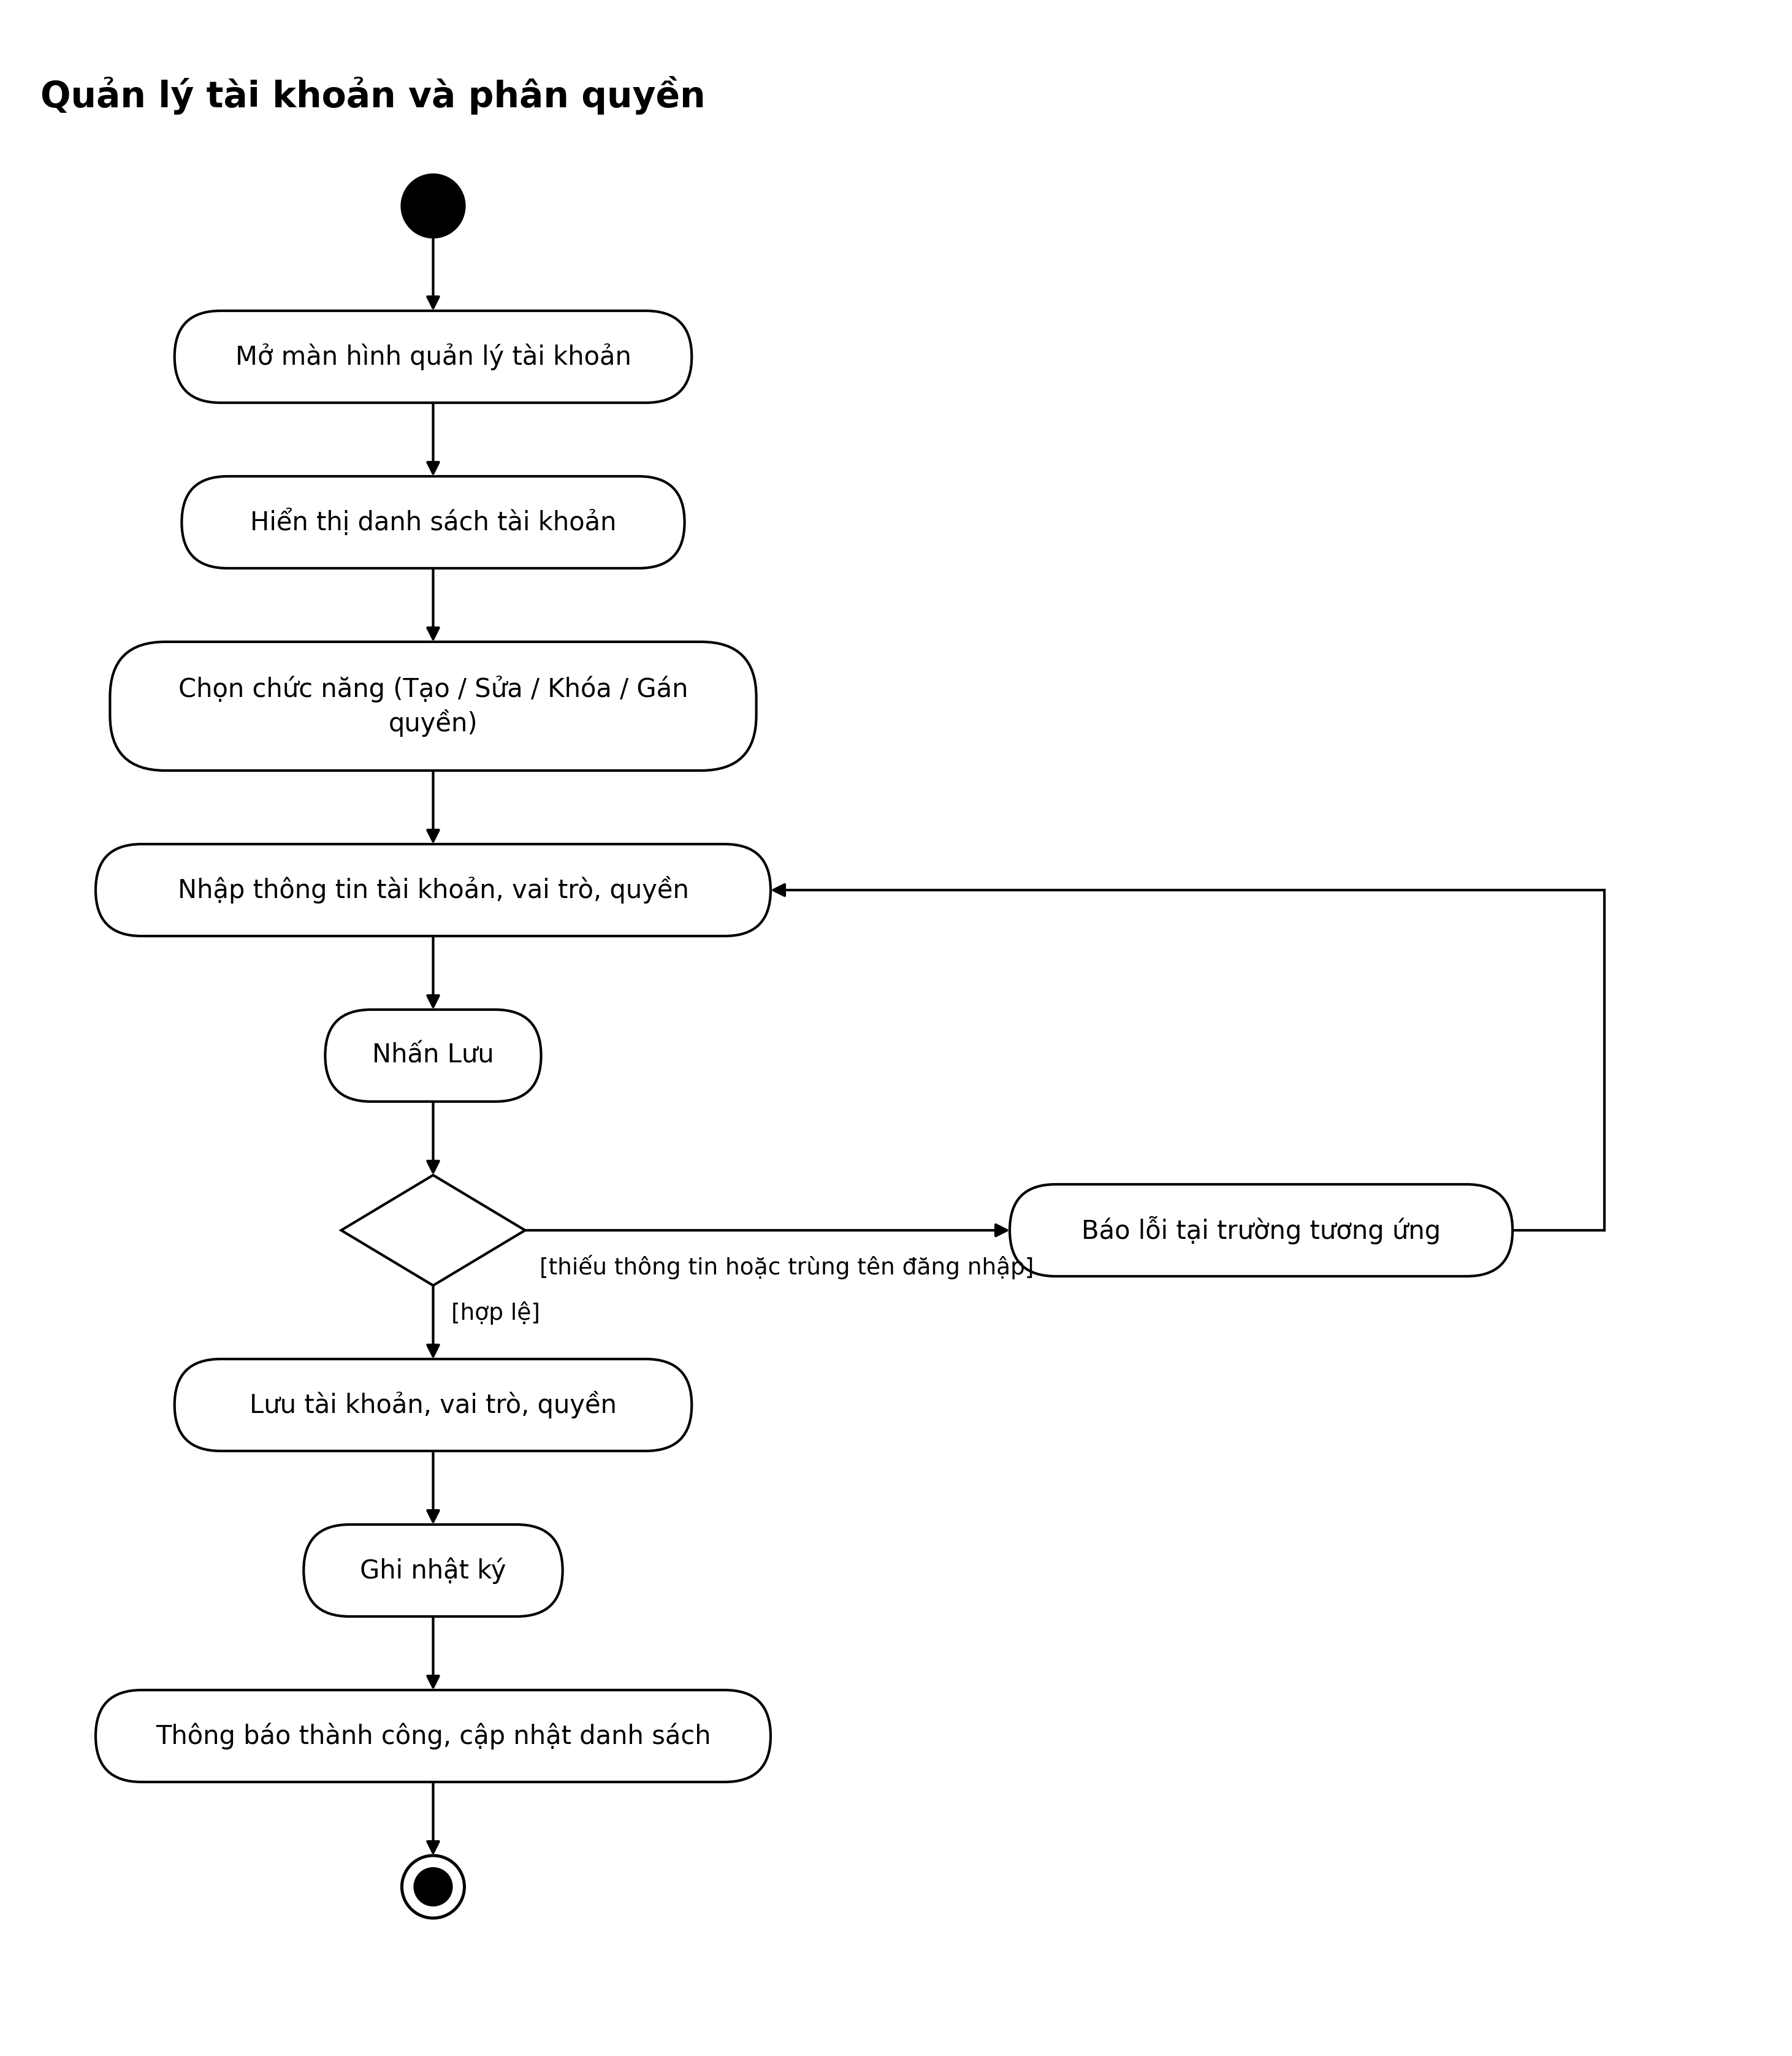 Quản lý tài khoản và phân quyền
Mở màn hình quản lý tài khoản
Hiển thị danh sách tài khoản
Chọn chức năng (Tạo / Sửa / Khóa / Gán
quyền)
Nhập thông tin tài khoản, vai trò, quyền
Nhấn Lưu
Báo lỗi tại trường tương ứng
[thiếu thông tin hoặc trùng tên đăng nhập]
[hợp lệ]
Lưu tài khoản, vai trò, quyền
Ghi nhật ký
Thông báo thành công, cập nhật danh sách